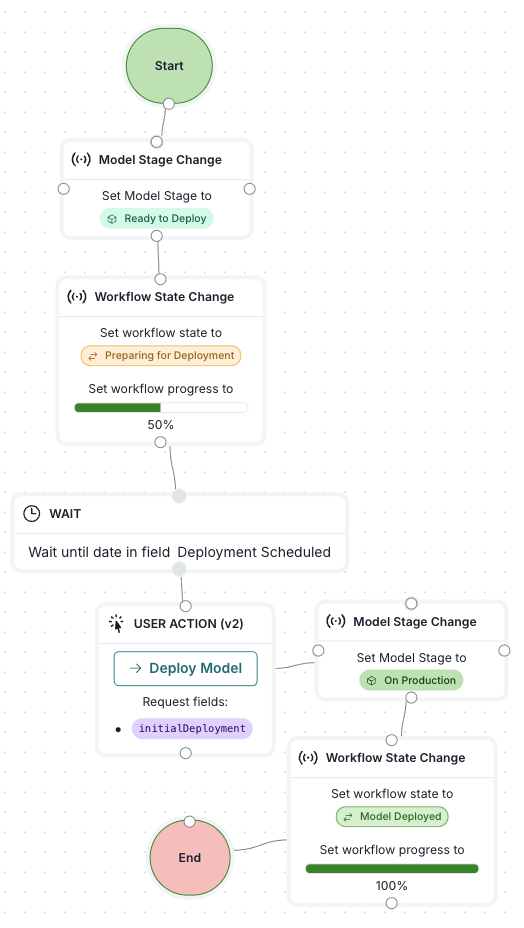 Start
Model Stage Change
Set Model Stage to
Ready to Deploy
Workflow State Change
Set workflow state to
Preparing for Deployment
Set workflow progress to
50%
WAIT
Wait until date in field Deployment Scheduled
USER ACTION (v2)
Deploy Model
Request fields:
initialDeployment
Model Stage Change
Set Model Stage to
On Production
Workflow State Change
Set workflow state to
Model Deployed
Set workflow progress to
100%
End